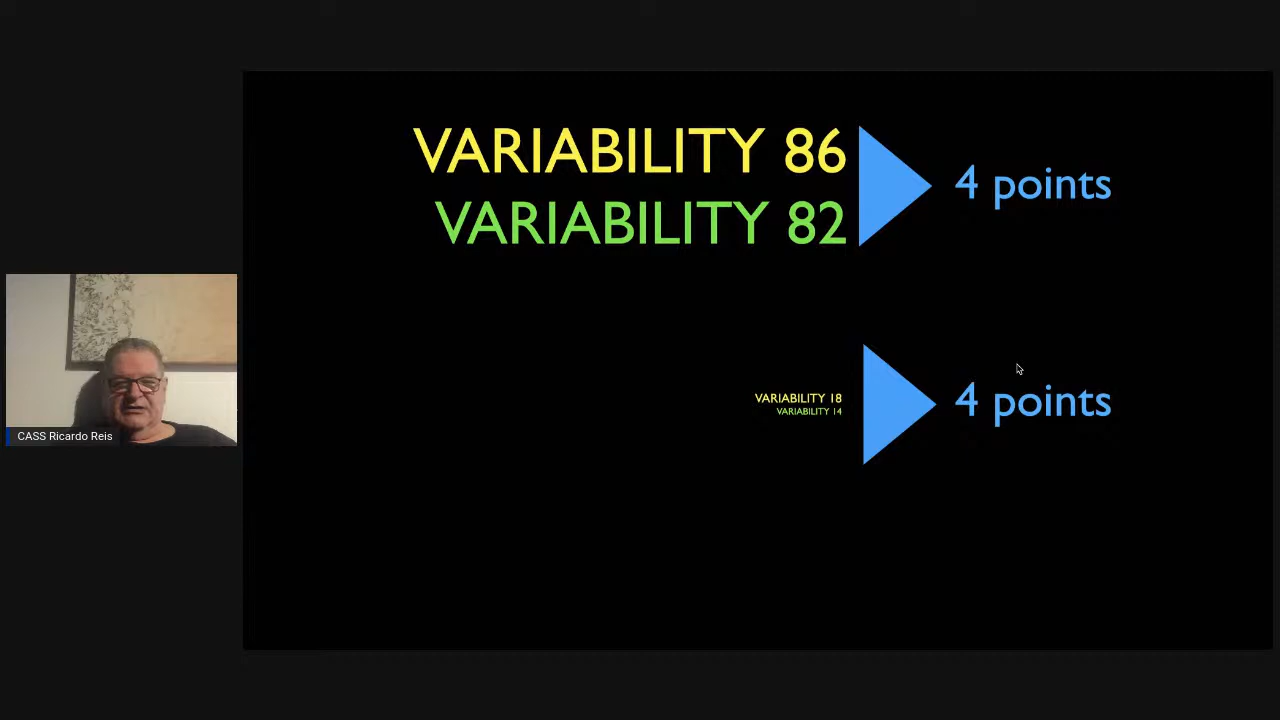 VARIABILITY 86
VARIABILITY 82
4 points
VARIABILITY 18
VARIABILITY 14
4 points
CASS Ricardo Reis